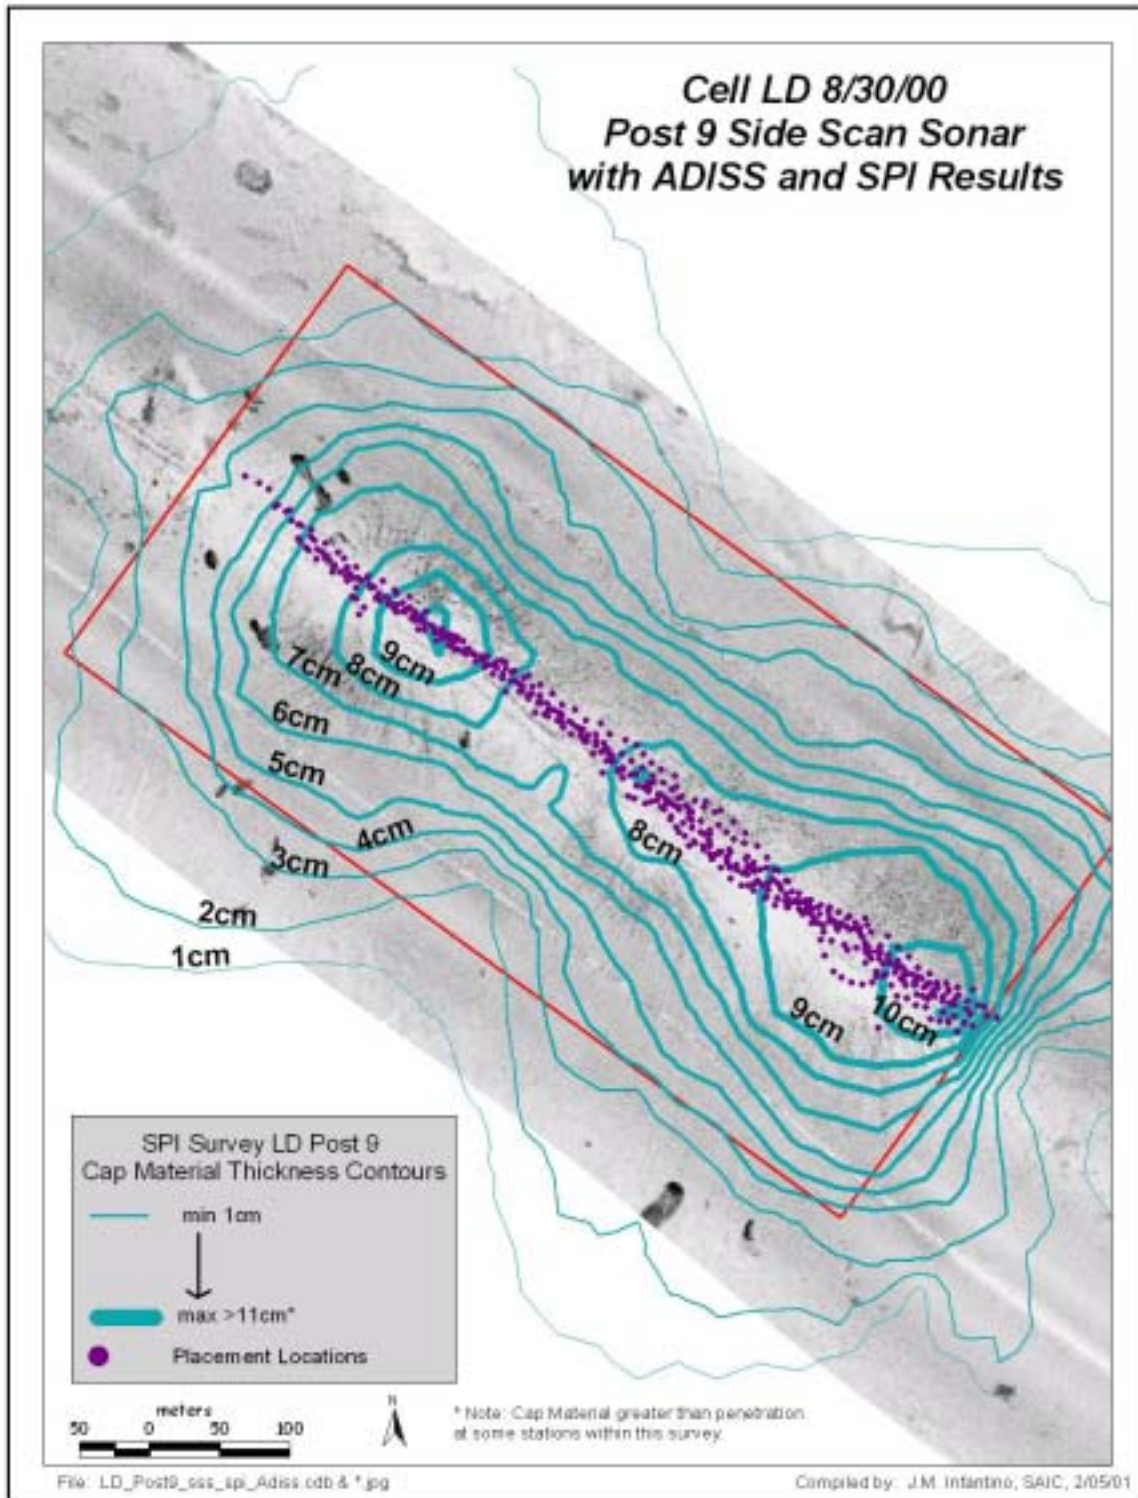 Cell LD 8/30/00
Post 9 Side Scan Sonar
with ADISS and SPI Results
9cm
8cm
7cm
6cm
5cm
4cm
3cm
2cm
1cm
8cm
9cm
10cm
SPI Survey LD Post 9
Cap Material Thickness Contours
min 1cm
max >11cm*
Placement Locations
meters
50 0 50 100
N
* Note: Cap Material greater than penetration
at some stations within this survey.
File: LD_Post9_sss_spi_Adiss.cdb & *.jpg
Compiled by: J.M. Infantino, SAIC, 2/05/01